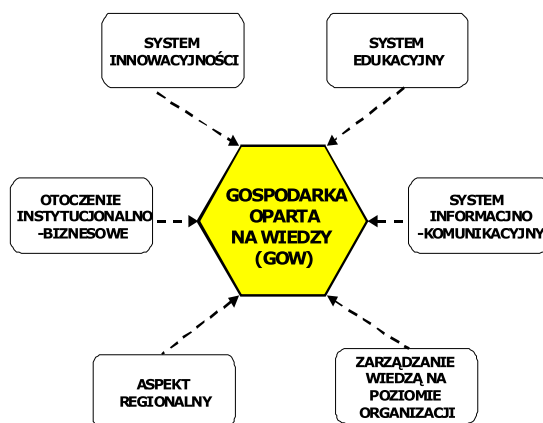 SYSTEM
INNOWACYJNOŚCI
SYSTEM
EDUKACYJNY
OTOCZENIE
INSTYTUCJONALNO
-BIZNESOWE
GOSPODARKA
OPARTA
NA WIEDZY
(GOW)
SYSTEM
INFORMACJNO
-KOMUNIKACYJNY
ASPEKT
REGIONALNY
ZARZĄDZANIE
WIEDZĄ NA
POZIOMIE
ORGANIZACJI